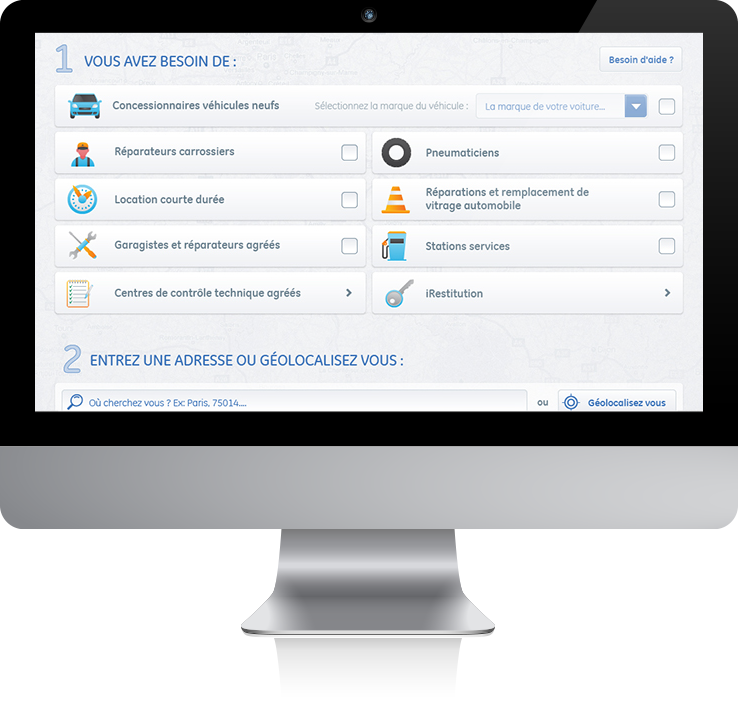 1 VOUS AVEZ BESOIN DE :
Besoin d'aide ?
Concessionnaires véhicules neufs
Sélectionnez la marque du véhicule :
La marque de votre voiture...
Réparateurs carrossiers
Pneumaticiens
Location courte durée
Réparations et remplacement de
vitrage automobile
Garagistes et réparateurs agréés
Stations services
Centres de contrôle technique agréés
iRestitution
2 ENTREZ UNE ADRESSE OU GÉOLOCALISEZ VOUS :
Où cherchez vous ? Ex: Paris, 75014....
ou
Géolocalisez vous